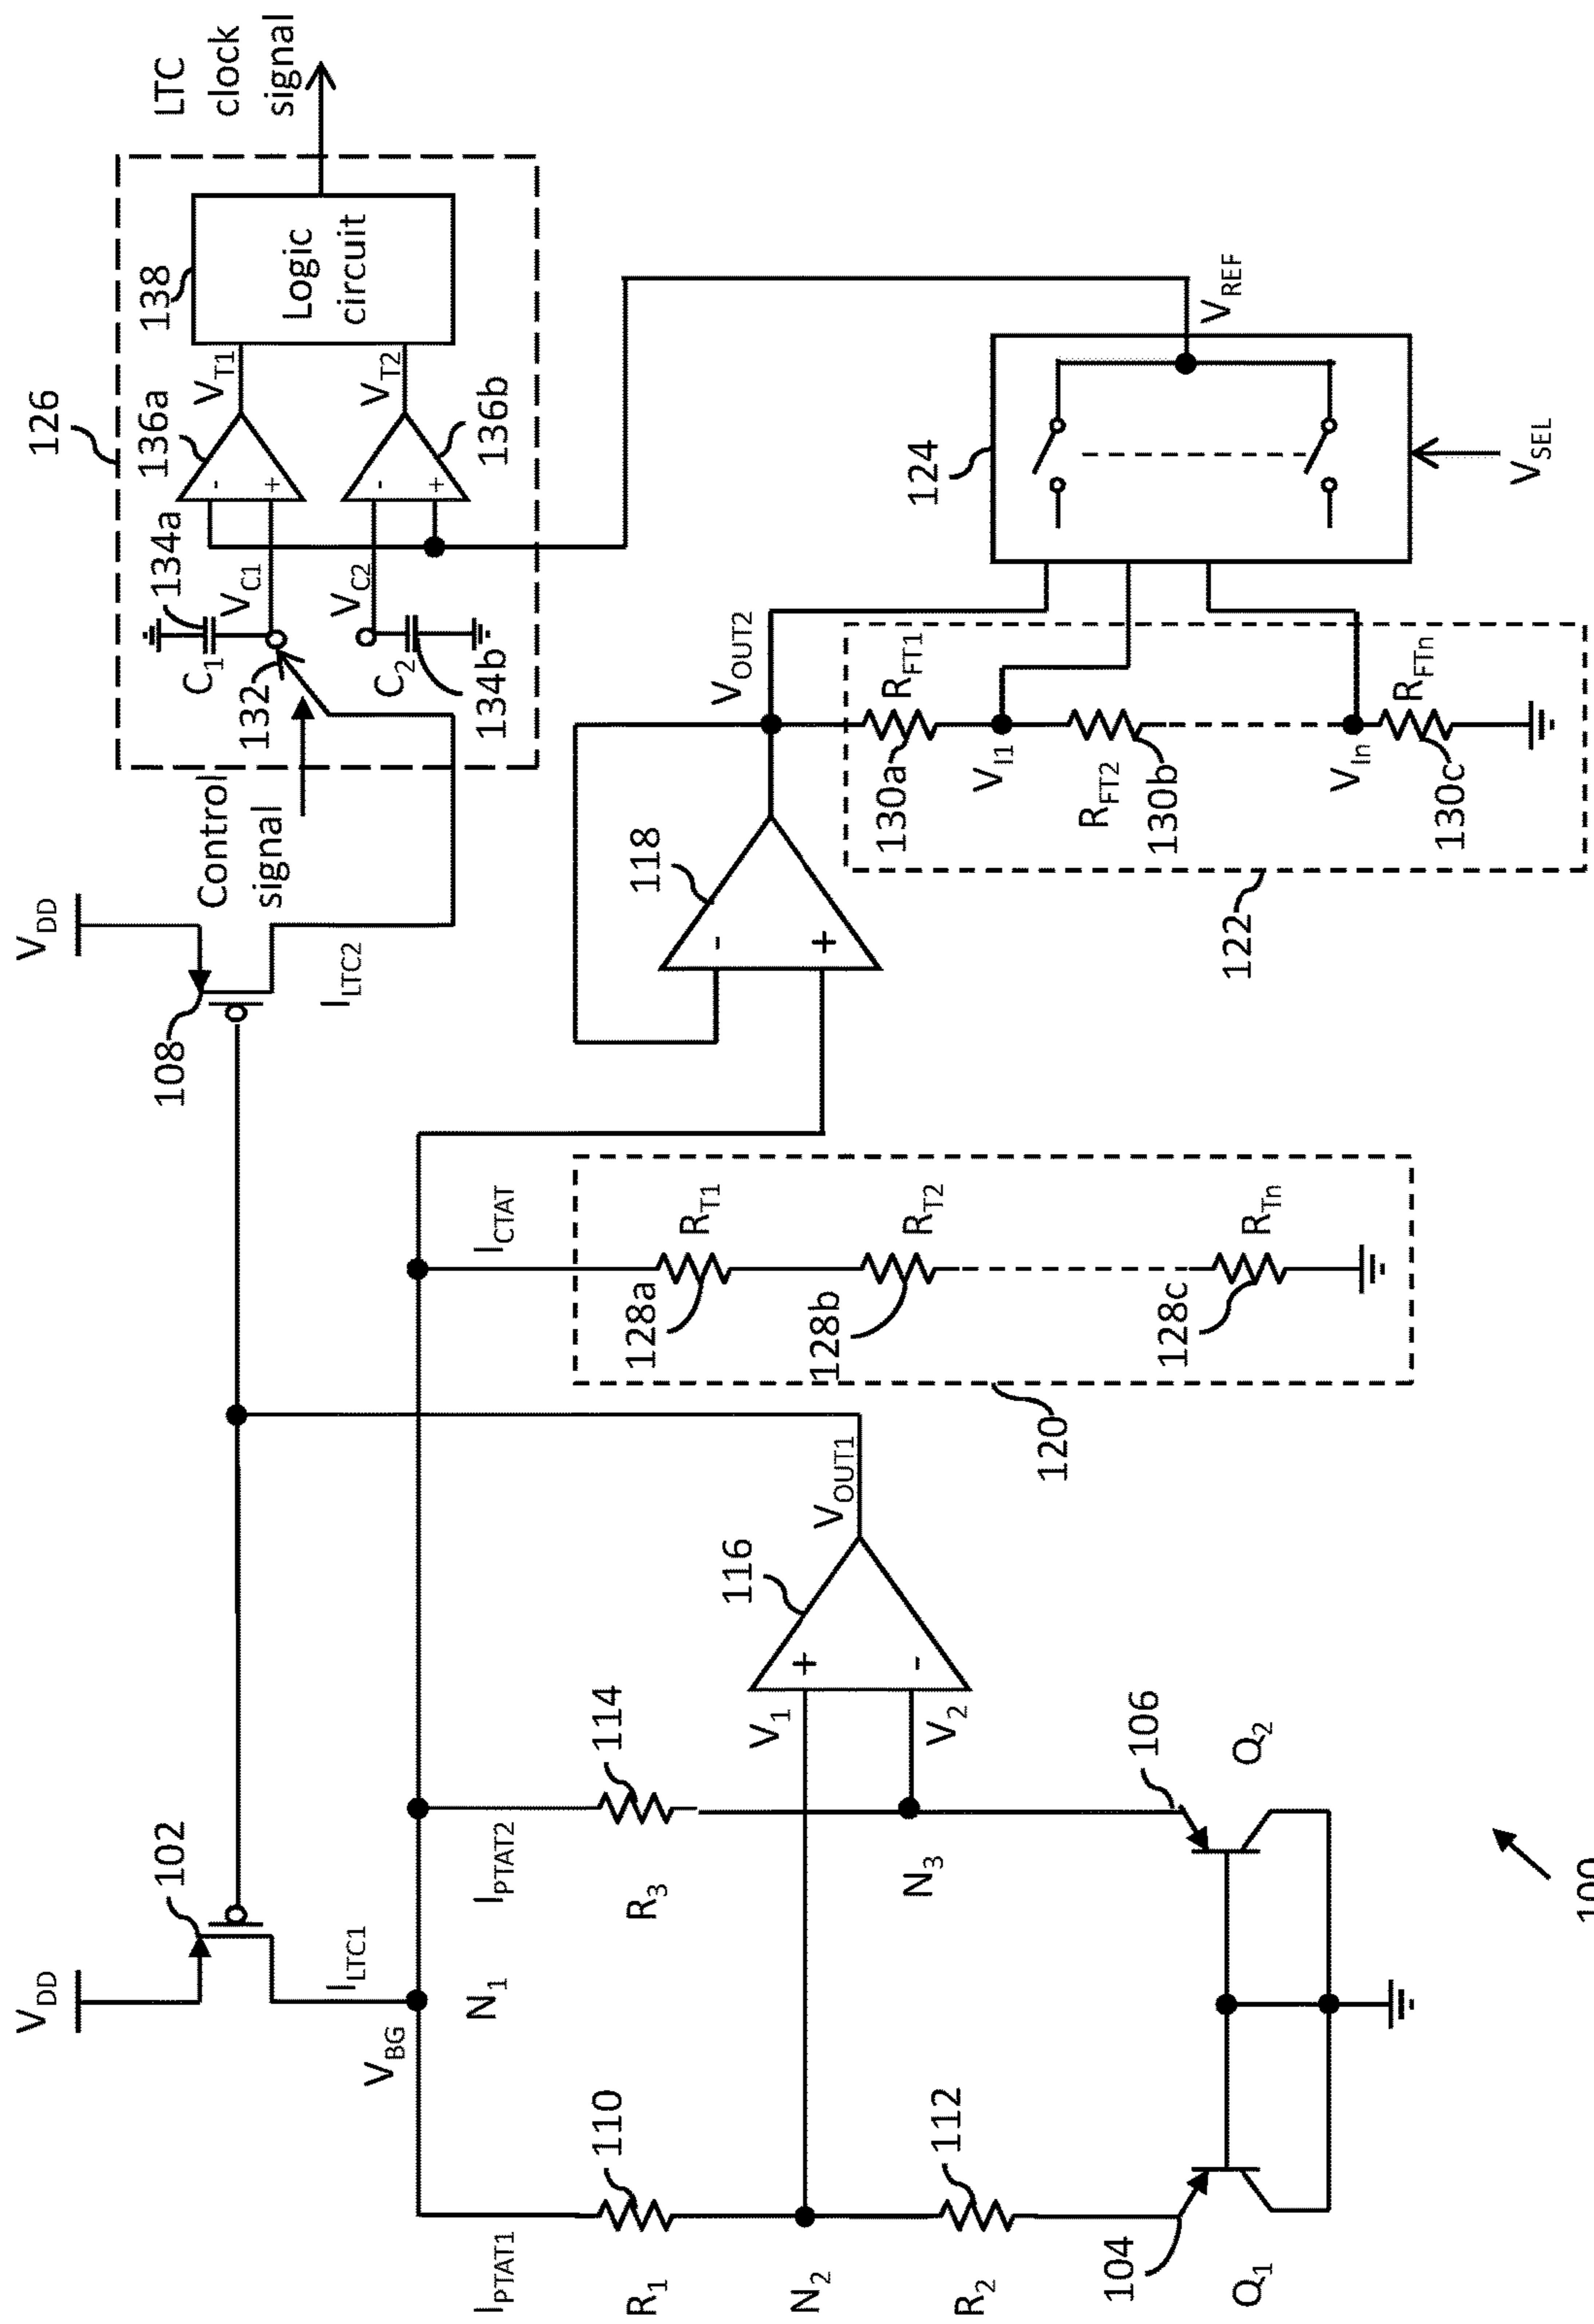 V_DD
102
I_LTC1
V_BG
N_1
I_PTAT1
110
R_1
N_2
112
R_2
104
Q_1
I_PTAT2
114
R_3
N_3
106
Q_2
V_1
V_2
+
-
116
V_OUT1
V_DD
108
I_LTC2
I_CTAT
120
128a
R_T1
128b
R_T2
128c
R_Tn
118
-
+
V_OUT2
122
R_FT1
130a
V_I1
R_FT2
130b
V_In
R_FTn
130c
124
V_SEL
V_REF
126
Control
signal
132
C_1
134a
V_C1
C_2
134b
V_C2
136a
-
+
V_T1
136b
-
+
V_T2
138
Logic
circuit
LTC
clock
signal